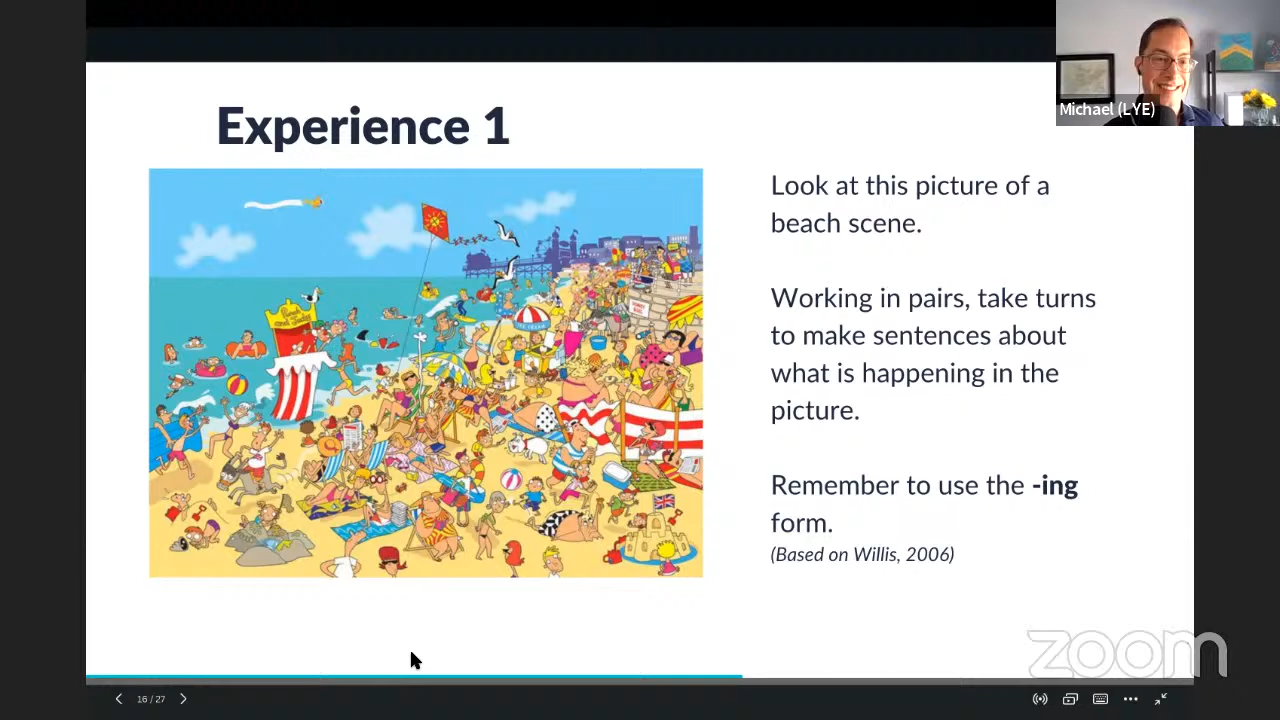 Michael (LYE)
Experience 1
Look at this picture of a
beach scene.
Working in pairs, take turns
to make sentences about
what is happening in the
picture.
Remember to use the -ing
form.
(Based on Willis, 2006)
zoom
16 / 27